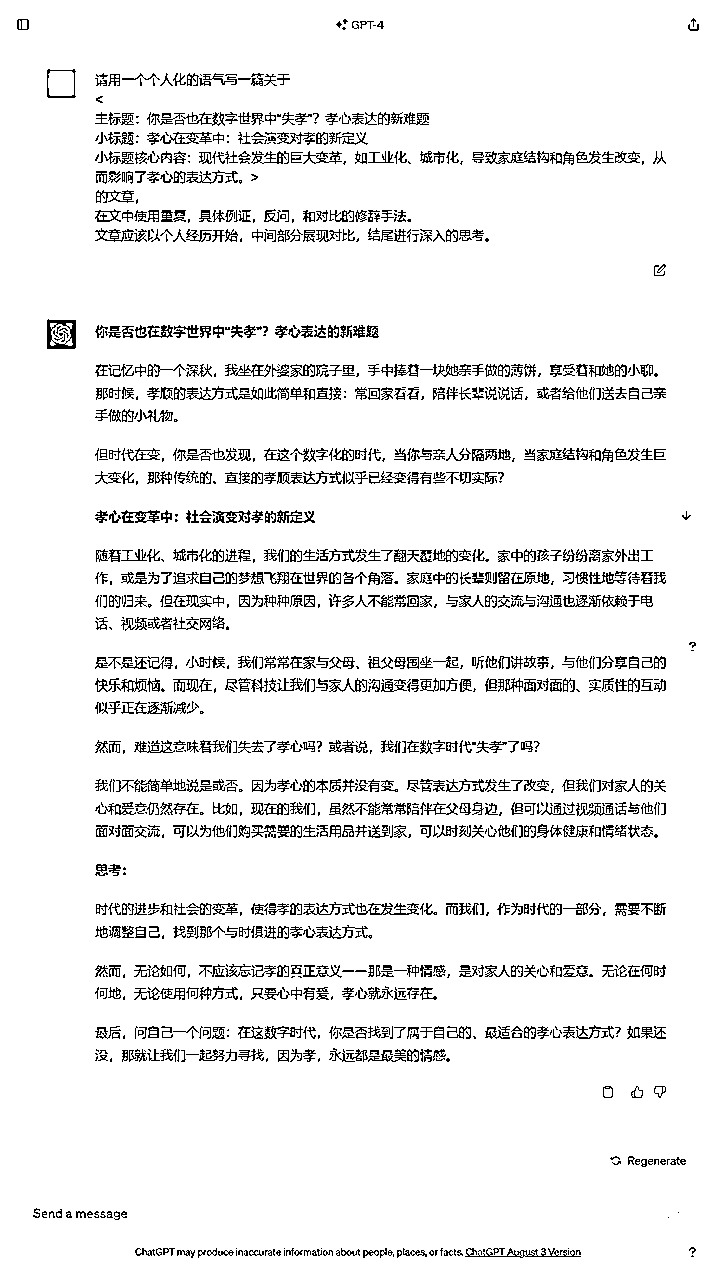 GPT-4
请用一个个人化的语气写一篇关于
<
主标题：你是否也在数字世界中“失孝”？孝心表达的新难题
小标题：孝心在变革中：社会演变对孝的新定义
小标题核心内容：现代社会发生的巨大变革，如工业化、城市化，导致家庭结构和角色发生改变，从
而影响了孝心的表达方式。>
的文章，
在文中使用重复，具体例证，反问，和对比的修辞手法。
文章应该以个人经历开始，中间部分展现对比，结尾进行深入的思考。
你是否也在数字世界中“失孝”？孝心表达的新难题
在记忆中的一个深秋，我坐在外婆家的院子里，手中捧着一块她亲手做的薄饼，享受着和她的小聊。
那时候，孝顺的表达方式是如此简单和直接：常回家看看，陪伴长辈说说话，或者给他们送去自己亲
手做的小礼物。
但时代在变，你是否也发现，在这个数字化的时代，当你与亲人分隔两地，当家庭结构和角色发生巨
大变化，那种传统的、直接的孝顺表达方式似乎已经变得有些不切实际？
孝心在变革中：社会演变对孝的新定义
随着工业化、城市化的进程，我们的生活方式发生了翻天覆地的变化。家中的孩子纷纷离家外出工
作，或是为了追求自己的梦想飞翔在世界的各个角落。家庭中的长辈则留在原地，习惯性地等待着我
们的归来。但在现实中，因为种种原因，许多人不能常回家，与家人的交流与沟通也逐渐依赖于电
话、视频或者社交网络。
是不是还记得，小时候，我们常常在家与父母、祖父母围坐一起，听他们讲故事，与他们分享自己的
快乐和烦恼。而现在，尽管科技让我们与家人的沟通变得更加方便，但那种面对面的、实质性的互动
似乎正在逐渐减少。
然而，难道这意味着我们失去了孝心吗？或者说，我们在数字时代“失孝”了吗？
我们不能简单地说是或否。因为孝心的本质并没有变。尽管表达方式发生了改变，但我们对家人的关
心和爱意仍然存在。比如，现在的我们，虽然不能常常陪伴在父母身边，但可以通过视频通话与他们
面对面交流，可以为他们购买需要的生活用品并送到家，可以时刻关心他们的身体健康和情绪状态。
思考：
时代的进步和社会的变革，使得孝的表达方式也在发生变化。而我们，作为时代的一部分，需要不断
地调整自己，找到那个与时俱进的孝心表达方式。
然而，无论如何，不应该忘记孝的真正意义——那是一种情感，是对家人的关心和爱意。无论在何时
何地，无论使用何种方式，只要心中有爱，孝心就永远存在。
最后，问自己一个问题：在这数字时代，你是否找到了属于自己的、最适合的孝心表达方式？如果还
没，那就让我们一起努力寻找，因为孝，永远都是最美的情感。
Regenerate
Send a message
ChatGPT may produce inaccurate information about people, places, or facts. ChatGPT August 3 Version
?